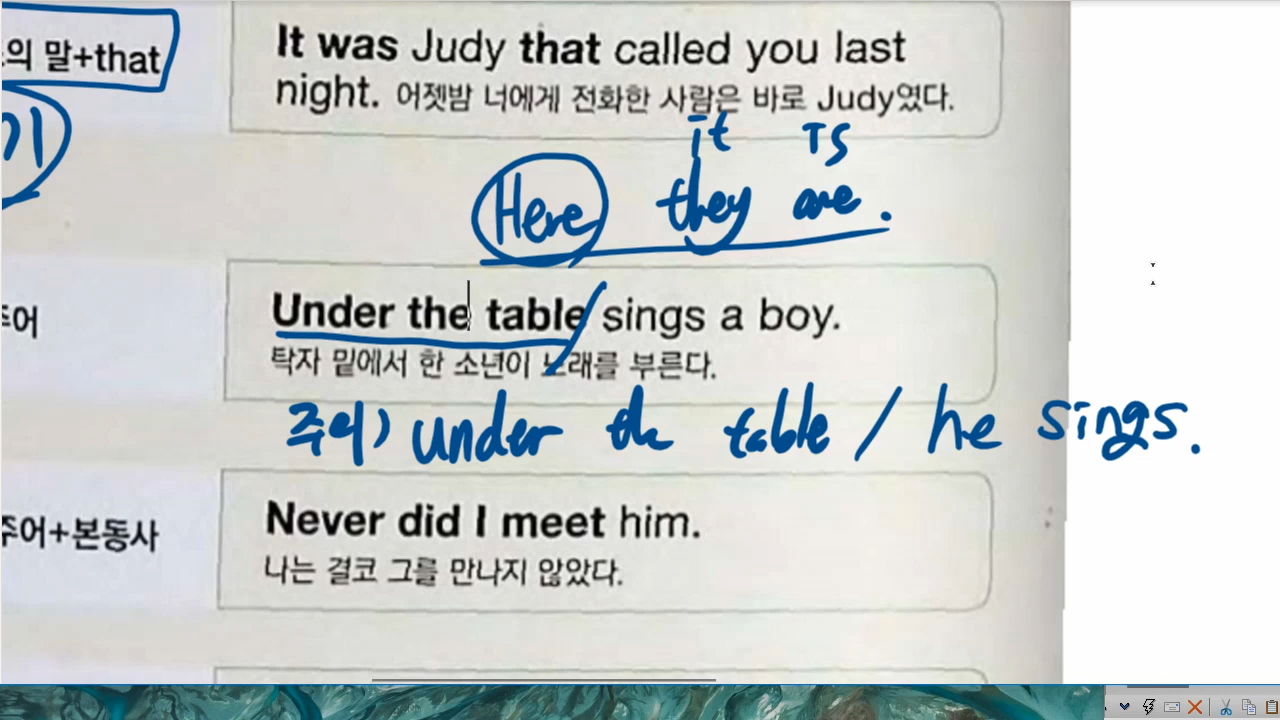 의 말+that
It was Judy that called you last
night. 어젯밤 너에게 전화한 사람은 바로 Judy였다.
기
it is
Here they are.
주어
Under the table sings a boy.
탁자 밑에서 한 소년이 노래를 부른다.
주의) under the table / he sings.
주어+본동사
Never did I meet him.
나는 결코 그를 만나지 않았다.